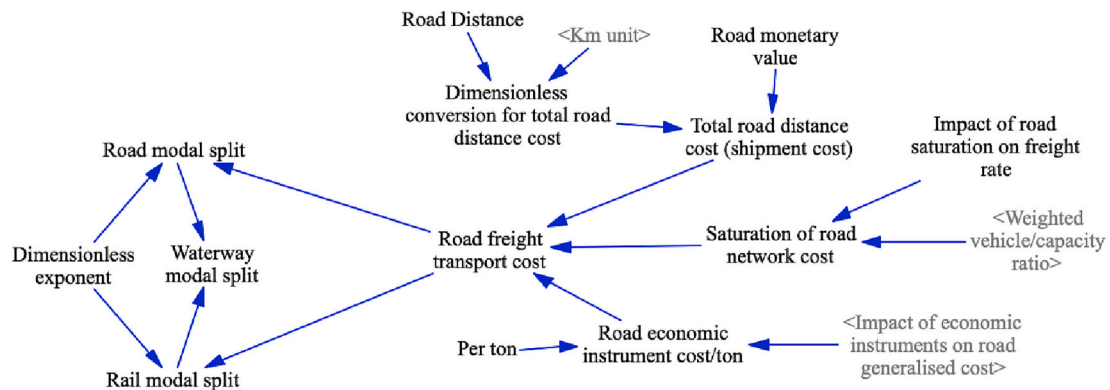 Road Distance
<Km unit>
Road monetary
value
Dimensionless
conversion for total road
distance cost
Total road distance
cost (shipment cost)
Impact of road
saturation on freight
rate
Road modal split
Dimensionless
exponent
Waterway
modal split
Road freight
transport cost
Saturation of road
network cost
<Weighted
vehicle/capacity
ratio>
Per ton
Road economic
instrument cost/ton
<Impact of economic
instruments on road
generalised cost>
Rail modal split